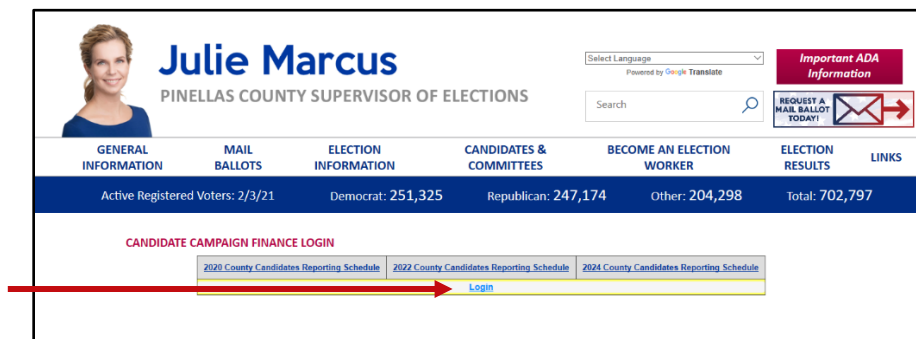 Julie Marcus
PINELLAS COUNTY SUPERVISOR OF ELECTIONS
Select Language
Powered by Google Translate
Search
Important ADA
Information
REQUEST A
MAIL BALLOT
TODAY!
GENERAL
INFORMATION
MAIL
BALLOTS
ELECTION
INFORMATION
CANDIDATES &
COMMITTEES
BECOME AN ELECTION
WORKER
ELECTION
RESULTS
LINKS
Active Registered Voters: 2/3/21 Democrat: 251,325 Republican: 247,174 Other: 204,298 Total: 702,797
CANDIDATE CAMPAIGN FINANCE LOGIN
2020 County Candidates Reporting Schedule 2022 County Candidates Reporting Schedule 2024 County Candidates Reporting Schedule
Login